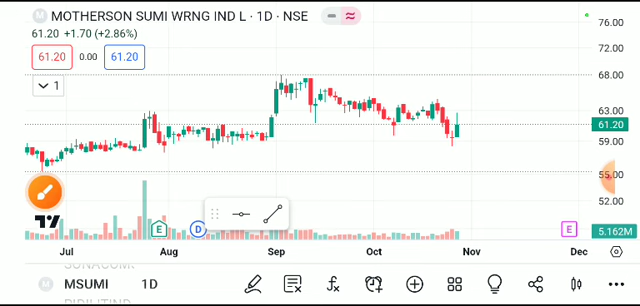 M MOTHERSON SUMI WRNG IND L · 1D · NSE
61.20 +1.70 (+2.86%)
61.20 0.00 61.20
1
76.00
72.00
68.00
63.00
61.20
59.00
55.00
52.00
5.162M
E D E
Jul Aug Sep Oct Nov Dec
SONACOMS
M MSUMI 1D
PIDILITIND